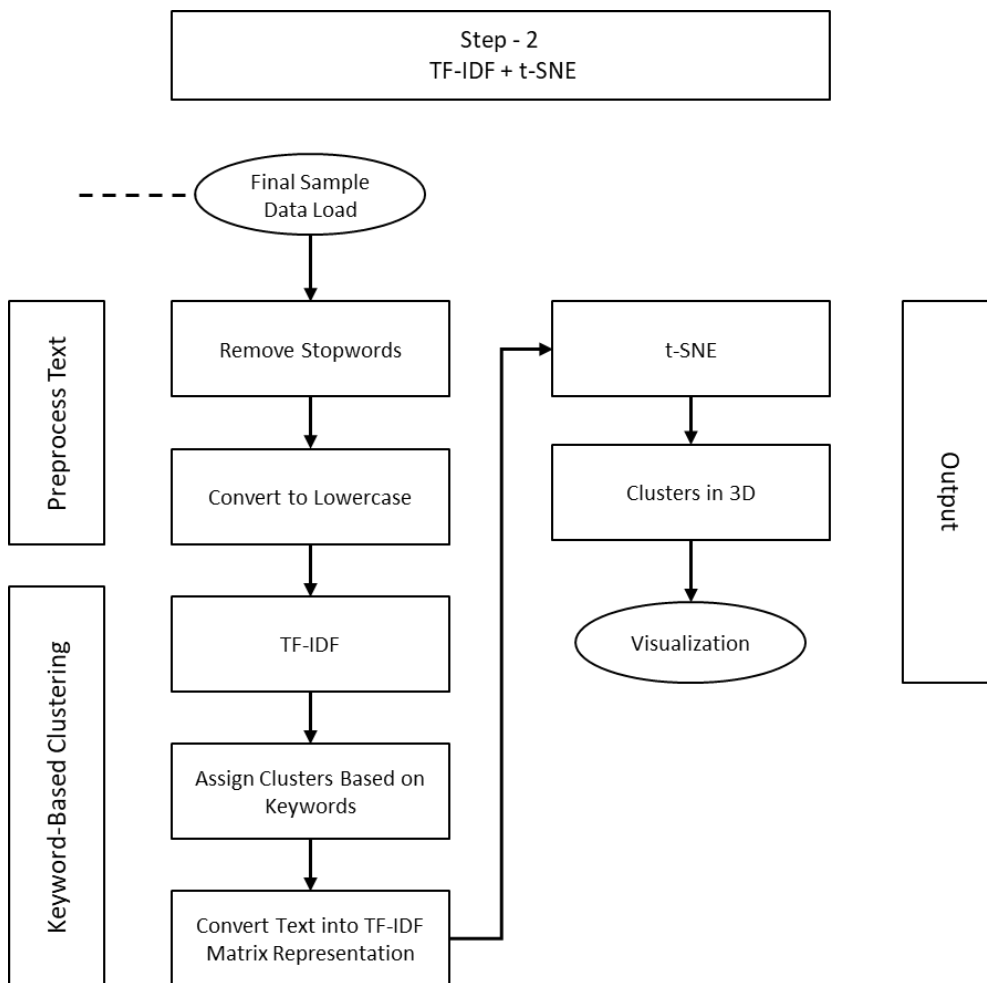 Step - 2
TF-IDF + t-SNE
Final Sample
Data Load
Preprocess Text
Remove Stopwords
Convert to Lowercase
Keyword-Based Clustering
TF-IDF
Assign Clusters Based on
Keywords
Convert Text into TF-IDF
Matrix Representation
t-SNE
Clusters in 3D
Visualization
Output